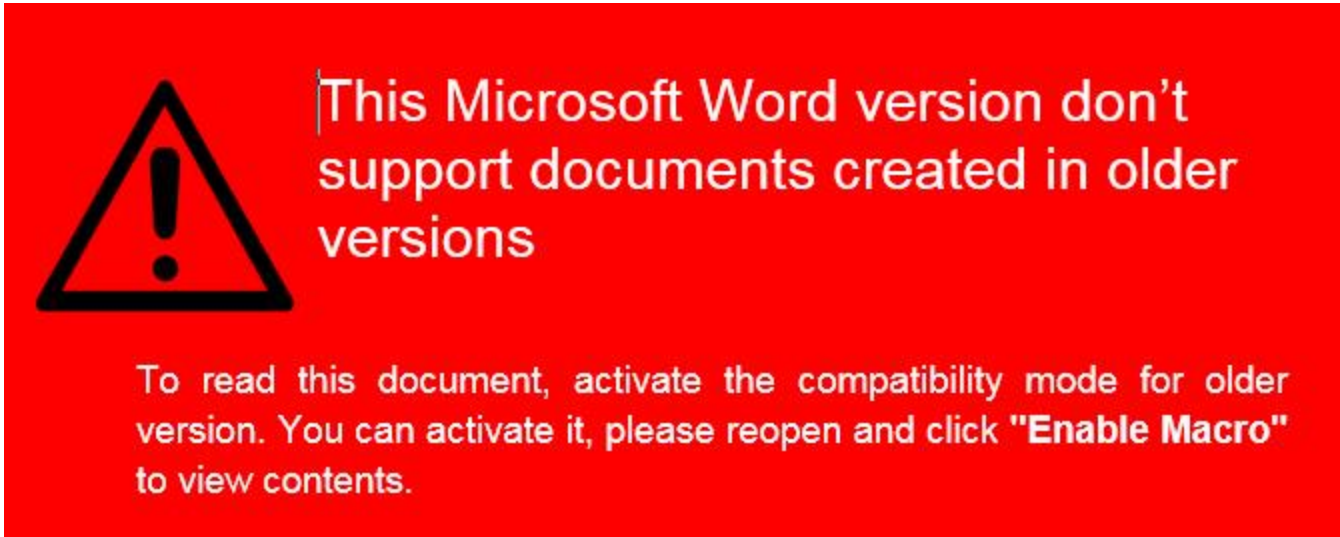 This Microsoft Word version don’t
support documents created in older
versions
To read this document, activate the compatibility mode for older
version. You can activate it, please reopen and click "Enable Macro"
to view contents.